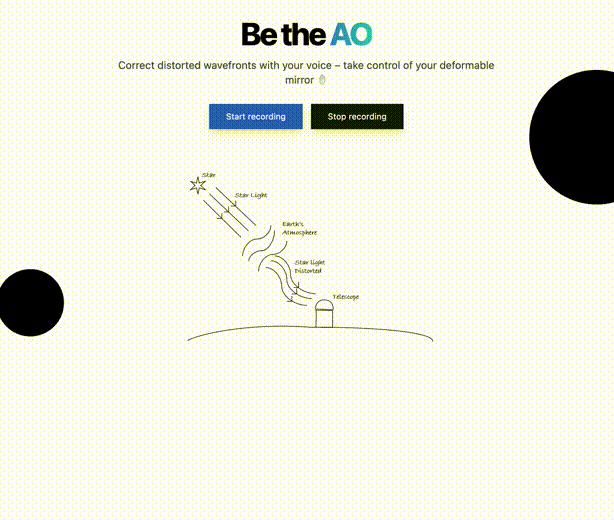 Be the AO
Correct distorted wavefronts with your voice – take control of your deformable
mirror
Start recording
Stop recording
Star
Star Light
Earth's
Atmosphere
Star light
Distorted
Telescope